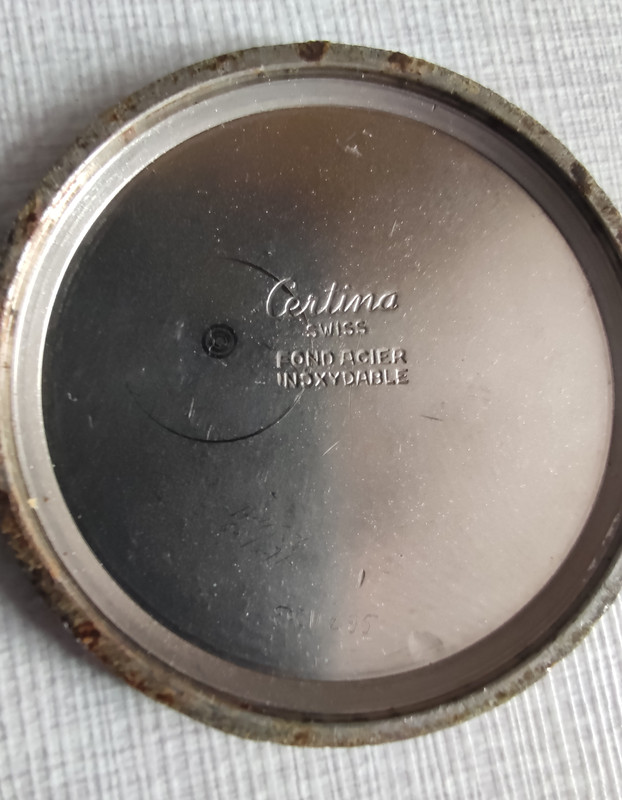 Certina
SWISS
FOND ACIER
INOXYDABLE